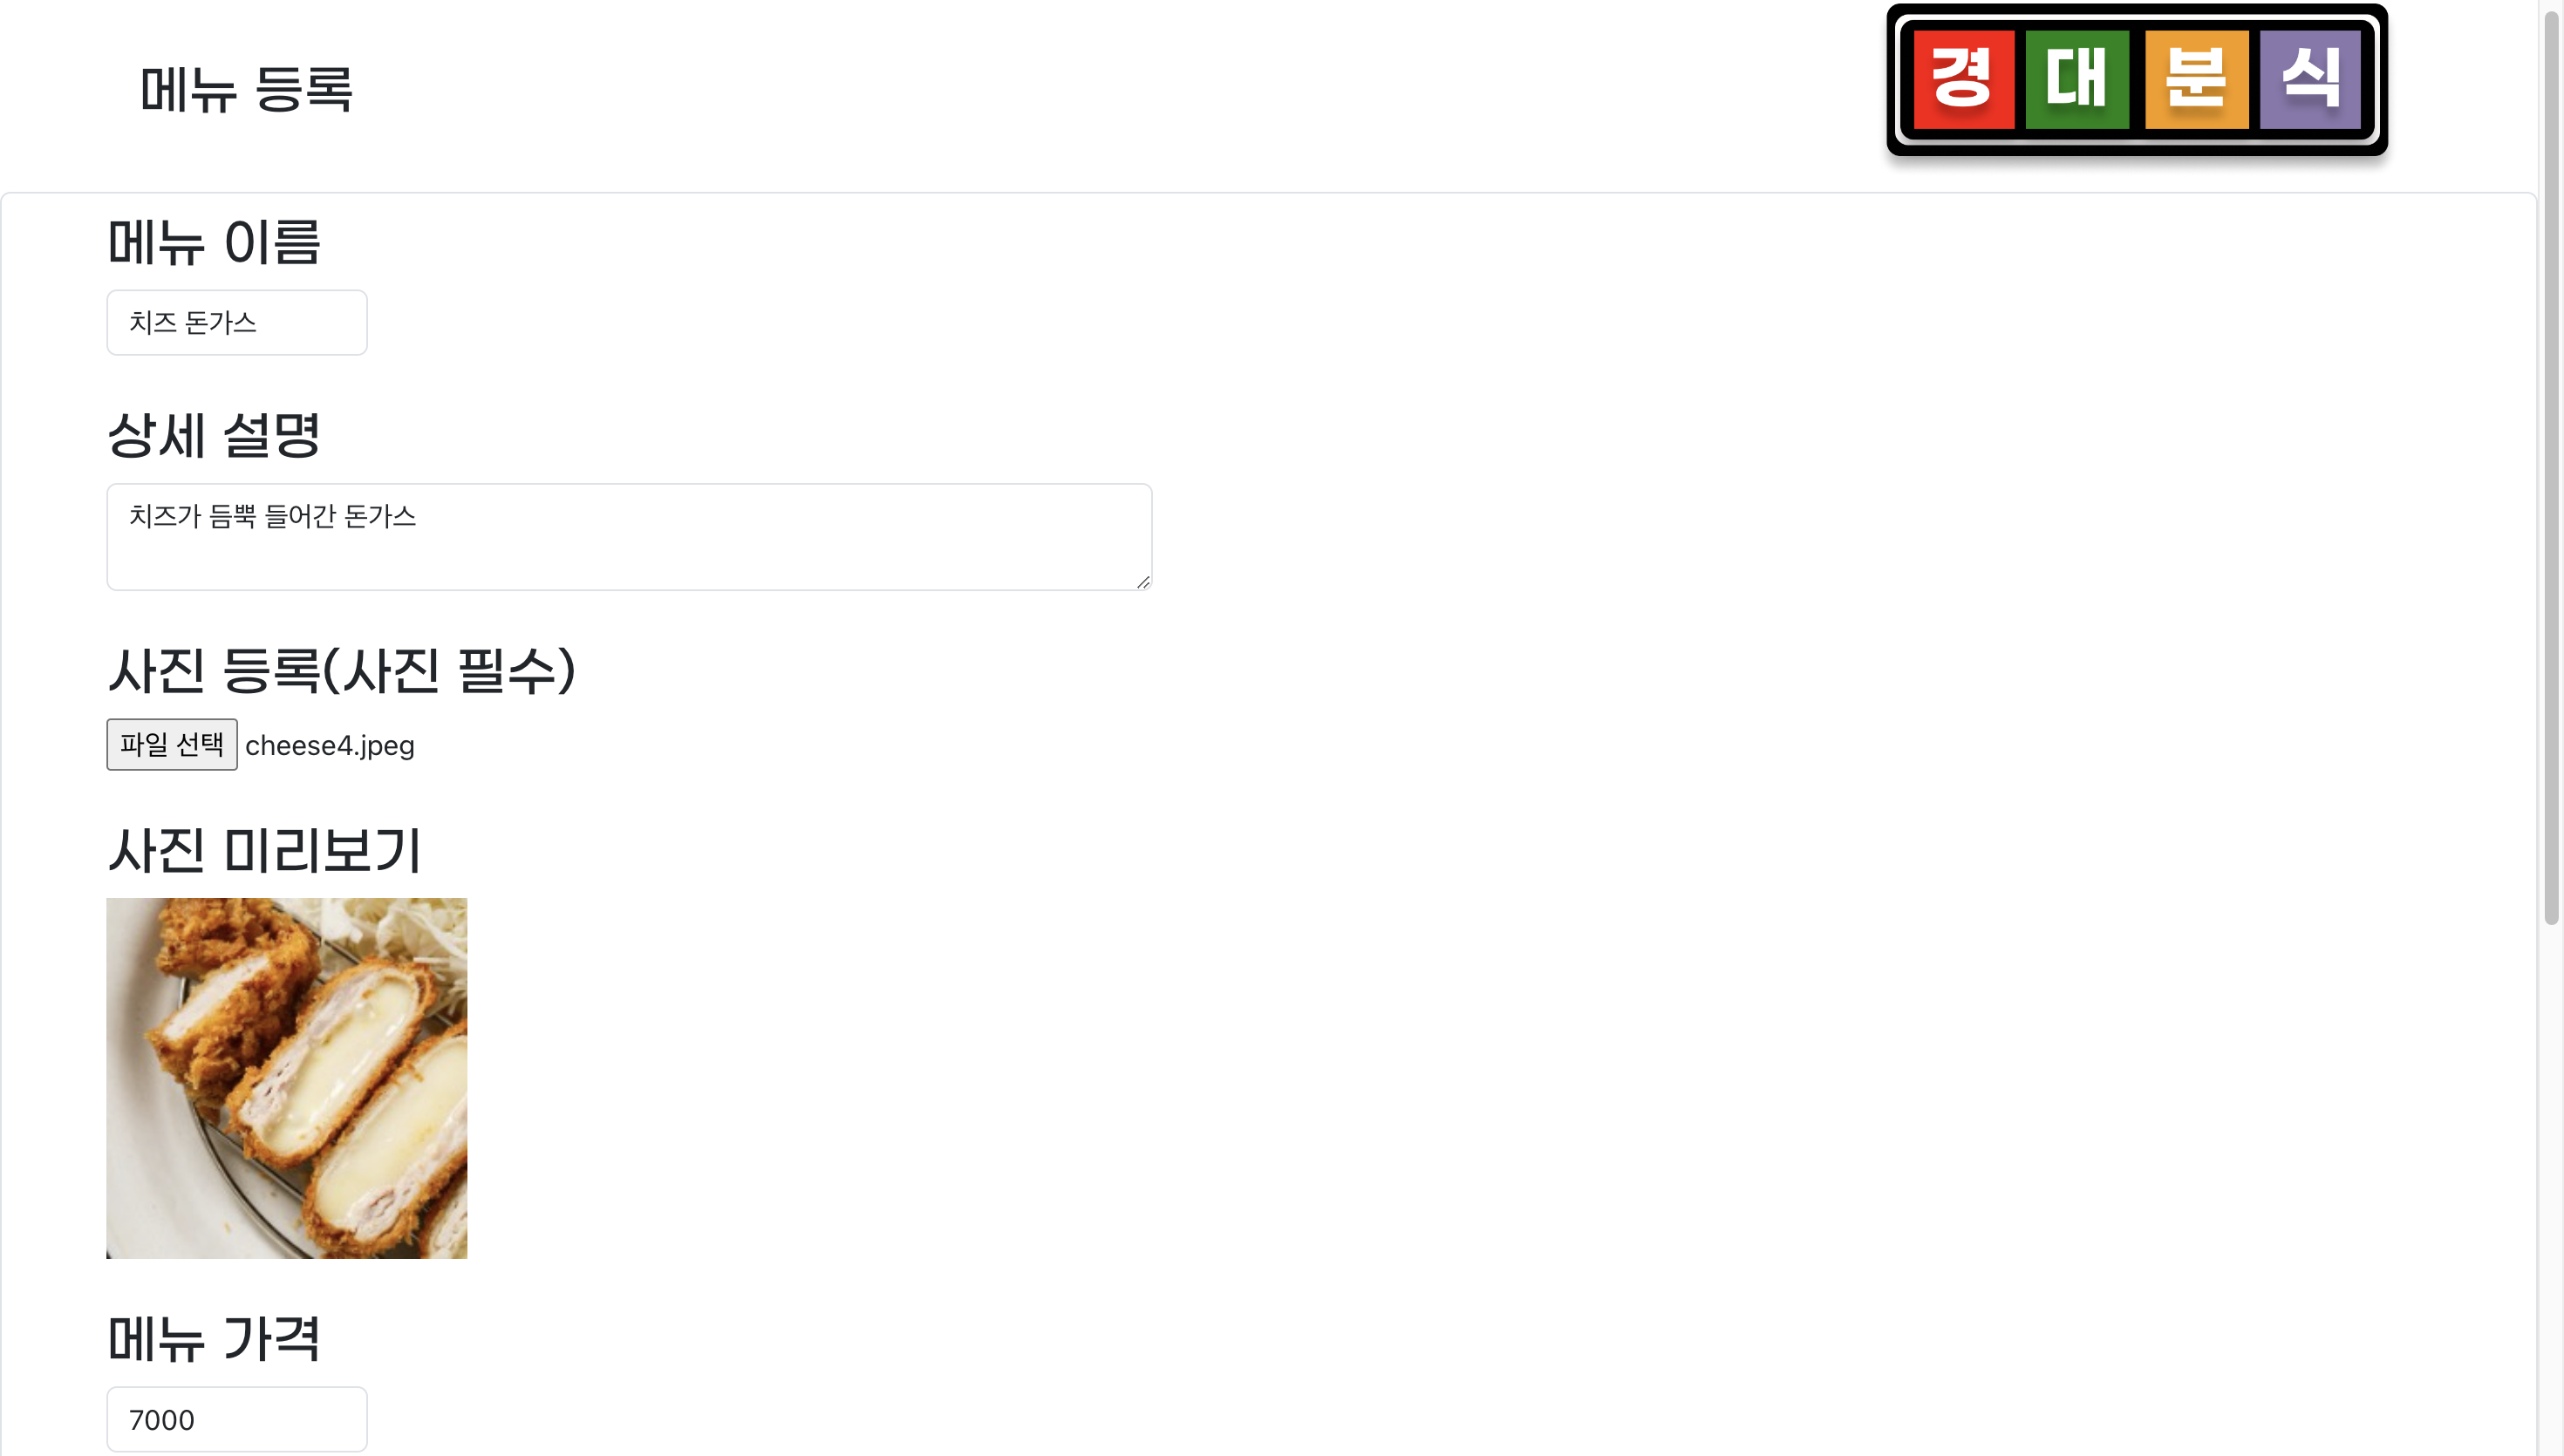 메뉴 등록
경대분식
메뉴 이름
치즈 돈가스
상세 설명
치즈가 듬뿍 들어간 돈가스
사진 등록(사진 필수)
파일 선택 cheese4.jpeg
사진 미리보기
메뉴 가격
7000